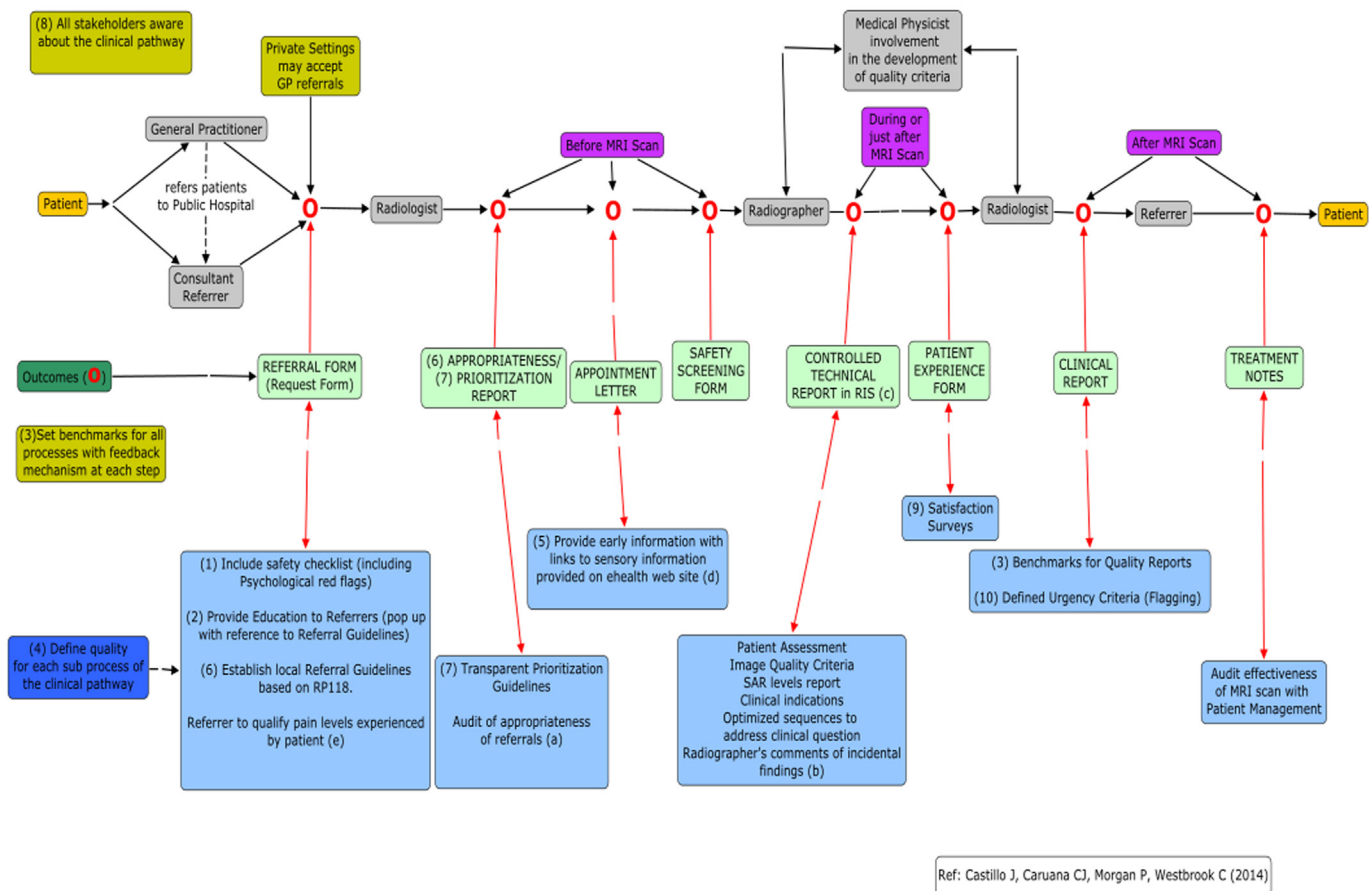 (8) All stakeholders aware
about the clinical pathway
Private Settings
may accept
GP referrals
Medical Physicist
involvement
in the development
of quality criteria
General Practitioner
refers patients
to Public Hospital
Consultant
Referrer
Patient
O
Radiologist
Before MRI Scan
O
O
O
Radiographer
During or
just after
MRI Scan
O
O
Radiologist
After MRI Scan
O
Referrer
O
Patient
Outcomes (O)
REFERRAL FORM
(Request Form)
(6) APPROPRIATENESS/
(7) PRIORITIZATION
REPORT
APPOINTMENT
LETTER
SAFETY
SCREENING
FORM
CONTROLLED
TECHNICAL
REPORT in RIS (c)
PATIENT
EXPERIENCE
FORM
CLINICAL
REPORT
TREATMENT
NOTES
(3)Set benchmarks for all
processes with feedback
mechanism at each step
(4) Define quality
for each sub process of
the clinical pathway
(1) Include safety checklist (including
Psychological red flags)
(2) Provide Education to Referrers (pop up
with reference to Referral Guidelines)
(6) Establish local Referral Guidelines
based on RP118.
Referrer to qualify pain levels experienced
by patient (e)
(7) Transparent Prioritization
Guidelines
Audit of appropriateness
of referrals (a)
(5) Provide early information with
links to sensory information
provided on ehealth web site (d)
Patient Assessment
Image Quality Criteria
SAR levels report
Clinical indications
Optimized sequences to
address clinical question
Radiographer's comments of incidental
findings (b)
(9) Satisfaction
Surveys
(3) Benchmarks for Quality Reports
(10) Defined Urgency Criteria (Flagging)
Audit effectiveness
of MRI scan with
Patient Management
Ref: Castillo J, Caruana CJ, Morgan P, Westbrook C (2014)